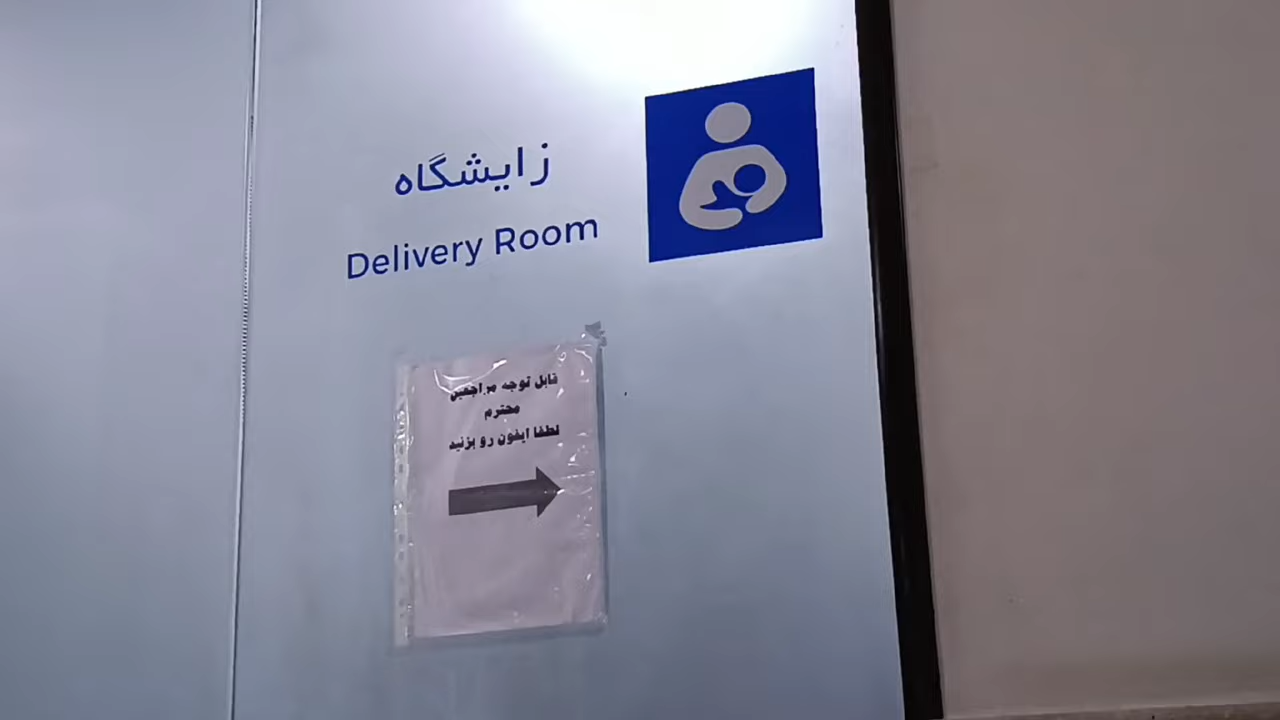 زایشگاه
Delivery Room
قابل توجه مراجعین
محترم
لطفا ایفون رو بزنید